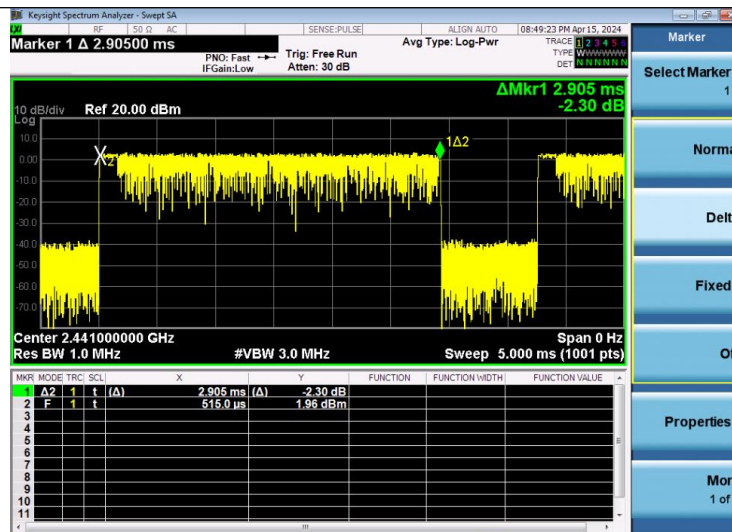 Keysight Spectrum Analyzer - Swept SA
LXI RF 50 Ω AC SENSE:PULSE ALIGN AUTO 08:49:23 PM Apr 15, 2024
Marker 1 Δ 2.90500 ms
PNO: Fast
IFGain:Low
Trig: Free Run
Atten: 30 dB
Avg Type: Log-Pwr
TRACE 1 2 3 4 5 6
TYPE W
DET N N N N N N
ΔMkr1 2.905 ms
-2.30 dB
10 dB/div Ref 20.00 dBm
Log
10.0
0.00
-10.0
-20.0
-30.0
-40.0
-50.0
-60.0
-70.0
2
1Δ2
Center 2.441000000 GHz Span 0 Hz
Res BW 1.0 MHz #VBW 3.0 MHz Sweep 5.000 ms (1001 pts)
MKR MODE TRC SCL X Y FUNCTION FUNCTION WIDTH FUNCTION VALUE
1 Δ2 1 t (Δ) 2.905 ms (Δ) -2.30 dB
2 F 1 t 515.0 µs 1.96 dBm
3
4
5
6
7
8
9
10
11
Marker
Select Marker
1
Norma
Delt
Fixed
O
Properties
Mor
1 of